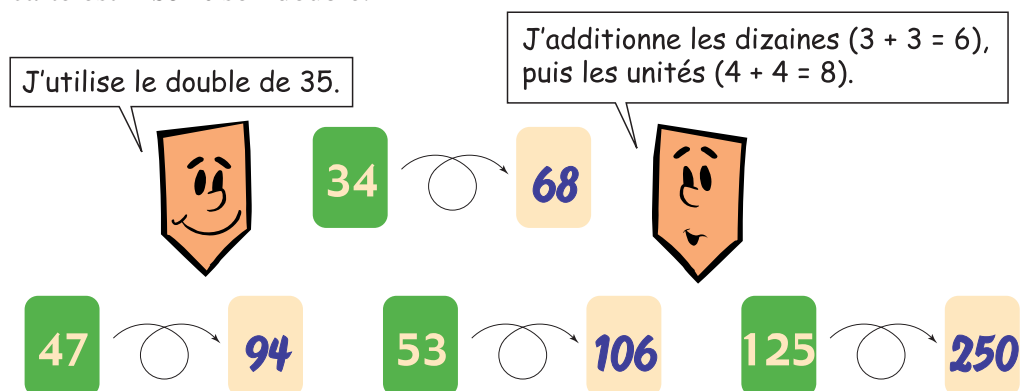 J'utilise le double de 35.
J'additionne les dizaines (3 + 3 = 6),
puis les unités (4 + 4 = 8).
34 68
47 94 53 106 125 250